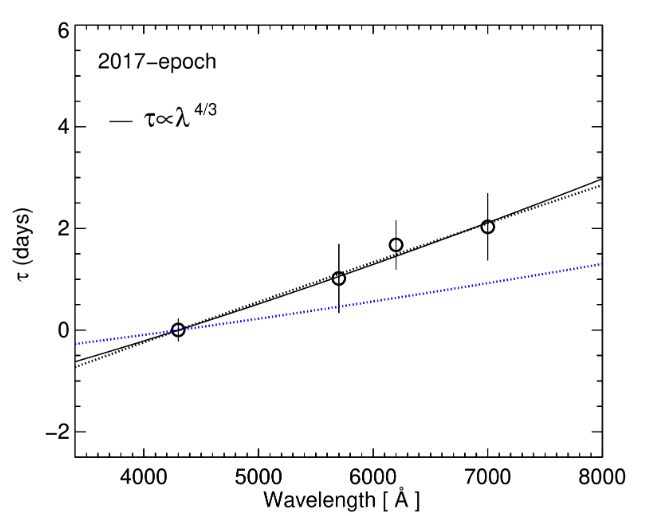 6
2017−epoch
τ∝λ 4/3
4
2
0
−2
τ (days)
4000 5000 6000 7000 8000
Wavelength [ Å ]